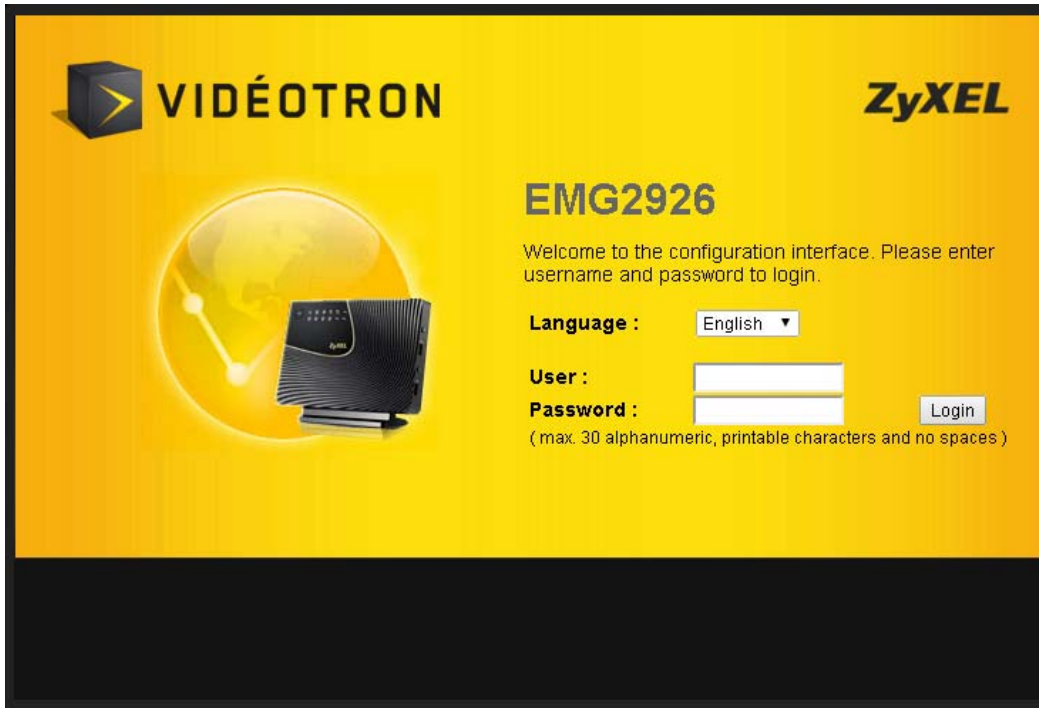 VIDÉOTRON
ZyXEL
EMG2926
Welcome to the configuration interface. Please enter
username and password to login.
Language :
English
User :
Password :
Login
( max. 30 alphanumeric, printable characters and no spaces )
ZyXEL